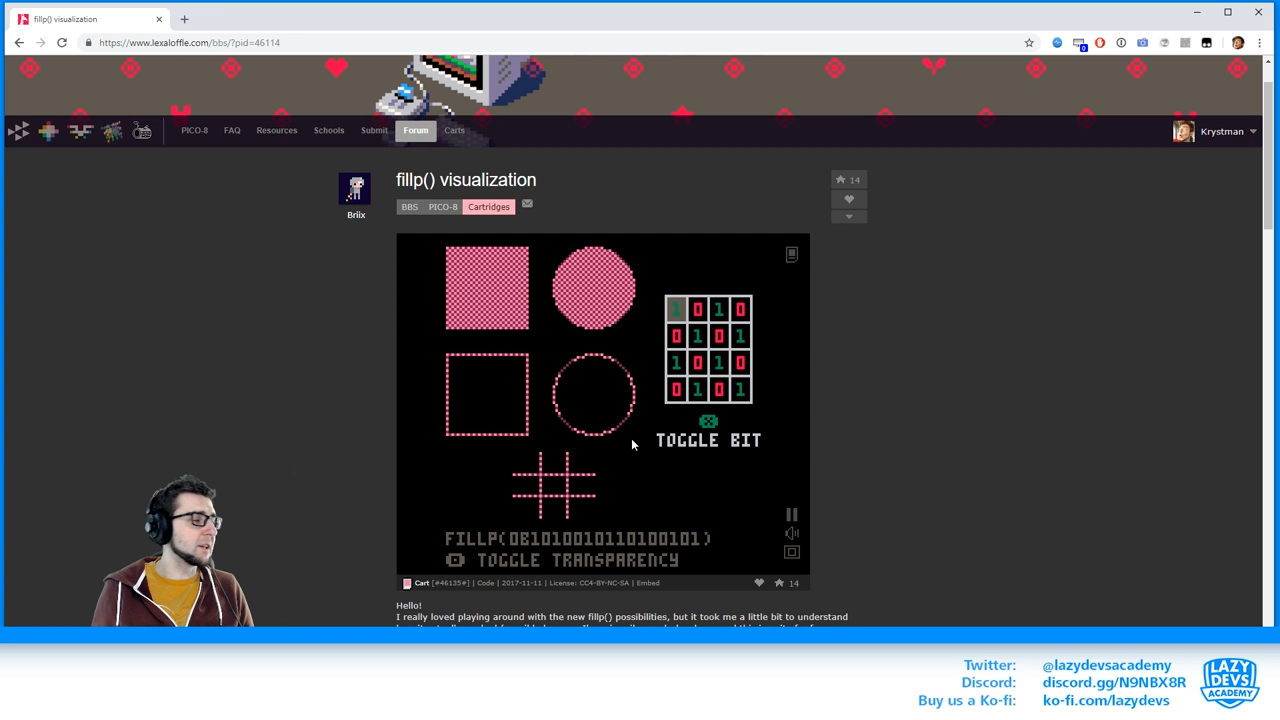 fillp() visualization
https://www.lexaloffle.com/bbs/?pid=46114
0
PICO-8 FAQ Resources Schools Submit Forum Carts
Krystman
fillp() visualization
14
Briix
BBS PICO-8 Cartridges
1 0 1 0
0 1 0 1
1 0 1 0
0 1 0 1
TOGGLE BIT
FILLP(0B1010010110100101)
TOGGLE TRANSPARENCY
Cart [#46135#] | Code | 2017-11-11 | License: CC4-BY-NC-SA | Embed
14
Hello!
I really loved playing around with the new fillp() possibilities, but it took me a little bit to understand
Twitter: @lazydevsacademy
Discord: discord.gg/N9NBX8R
Buy us a Ko-fi: ko-fi.com/lazydevs
LAZY
DEVS
ACADEMY